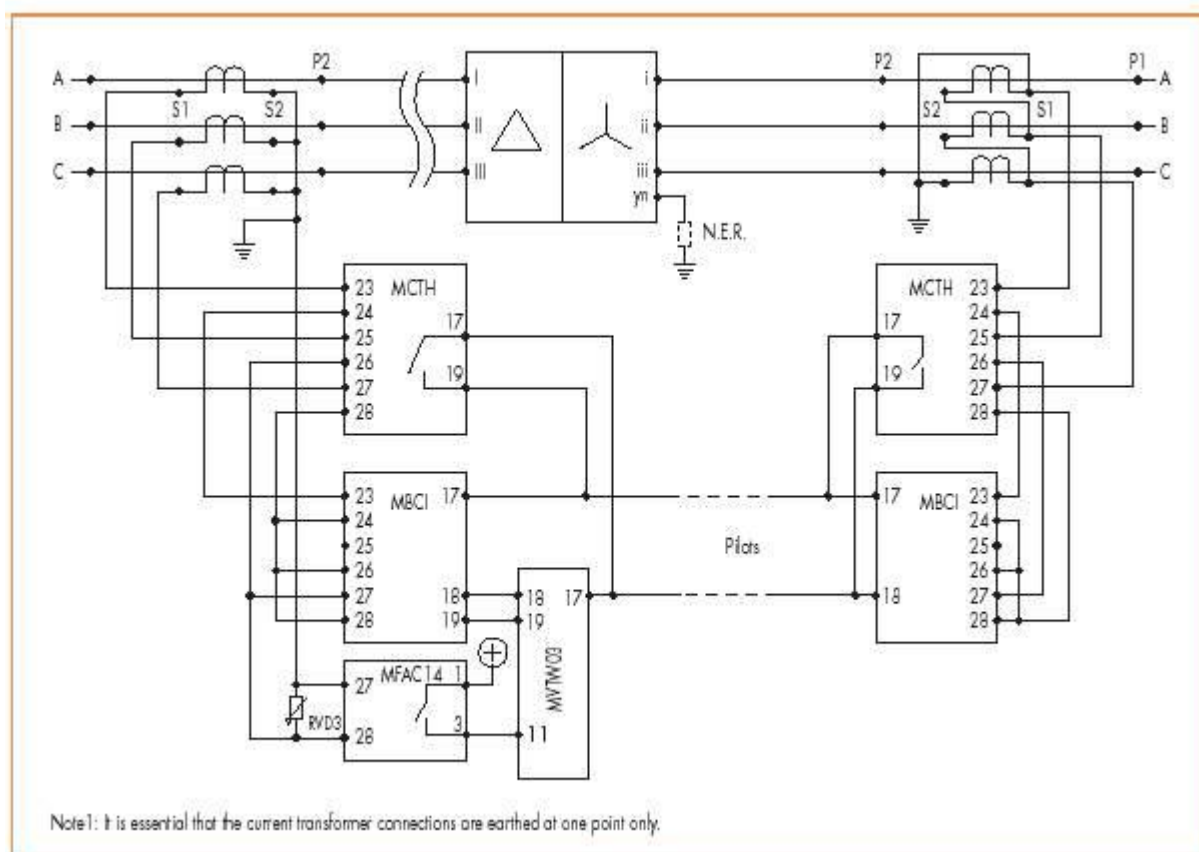 P2 P2 P1
A I i A
S1 S2 S2 S1
B II ii B
C III iii C
yn
N.E.R.
23 MCTH MCTH 23
24 24
17 17
25 25
26 26
19 19
27 27
28 28
23 MBCI 17 17 MBCI 23
24 24
25 Pilots 25
26 26
27 18 18 17 18 27
28 19 19 28
MVTW03
27 MFAC14 1 +
RVD3
28 3 11
Note1: It is essential that the current transformer connections are earthed at one point only.